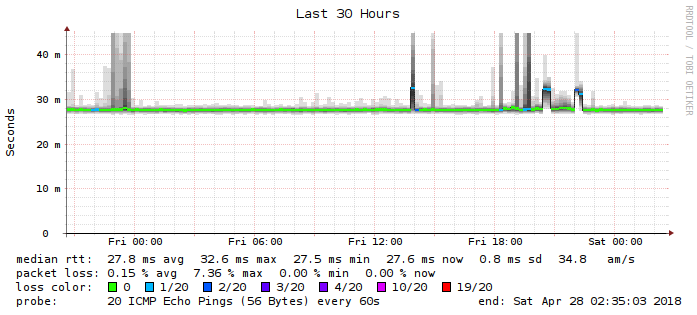 Last 30 Hours
RRDTOOL / TOBI OETIKER
Seconds
40 m
30 m
20 m
10 m
0
Fri 00:00 Fri 06:00 Fri 12:00 Fri 18:00 Sat 00:00
median rtt: 27.8 ms avg 32.6 ms max 27.5 ms min 27.6 ms now 0.8 ms sd 34.8 am/s
packet loss: 0.15 % avg 7.36 % max 0.00 % min 0.00 % now
loss color: 0 1/20 2/20 3/20 4/20 10/20 19/20
probe: 20 ICMP Echo Pings (56 Bytes) every 60s end: Sat Apr 28 02:35:03 2018